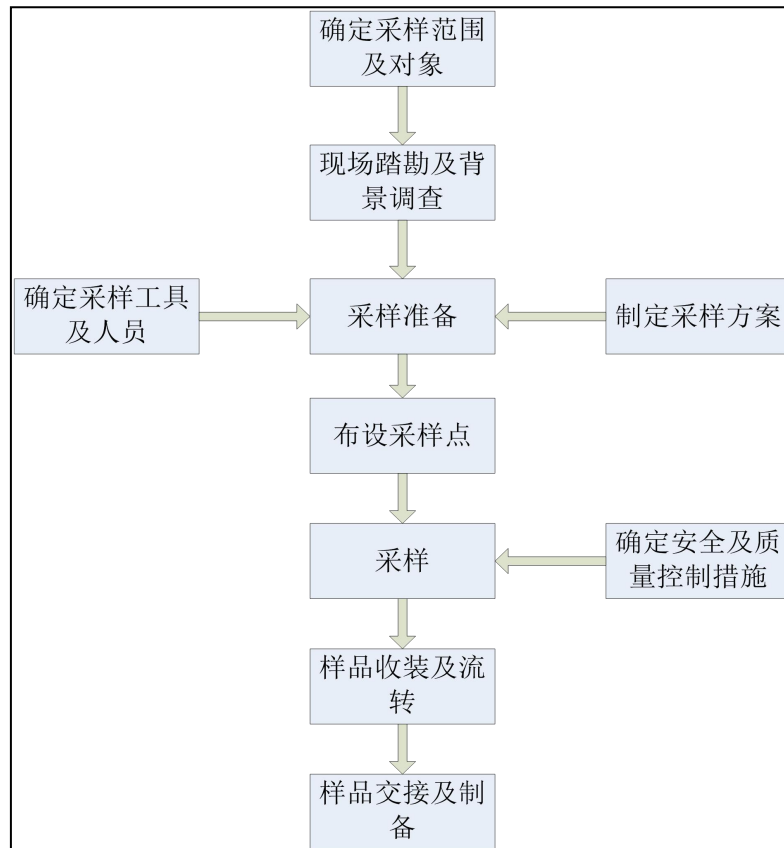 确定采样范围
及对象
现场踏勘及背
景调查
确定采样工具
及人员
采样准备
制定采样方案
布设采样点
采样
确定安全及质
量控制措施
样品收装及流
转
样品交接及制
备